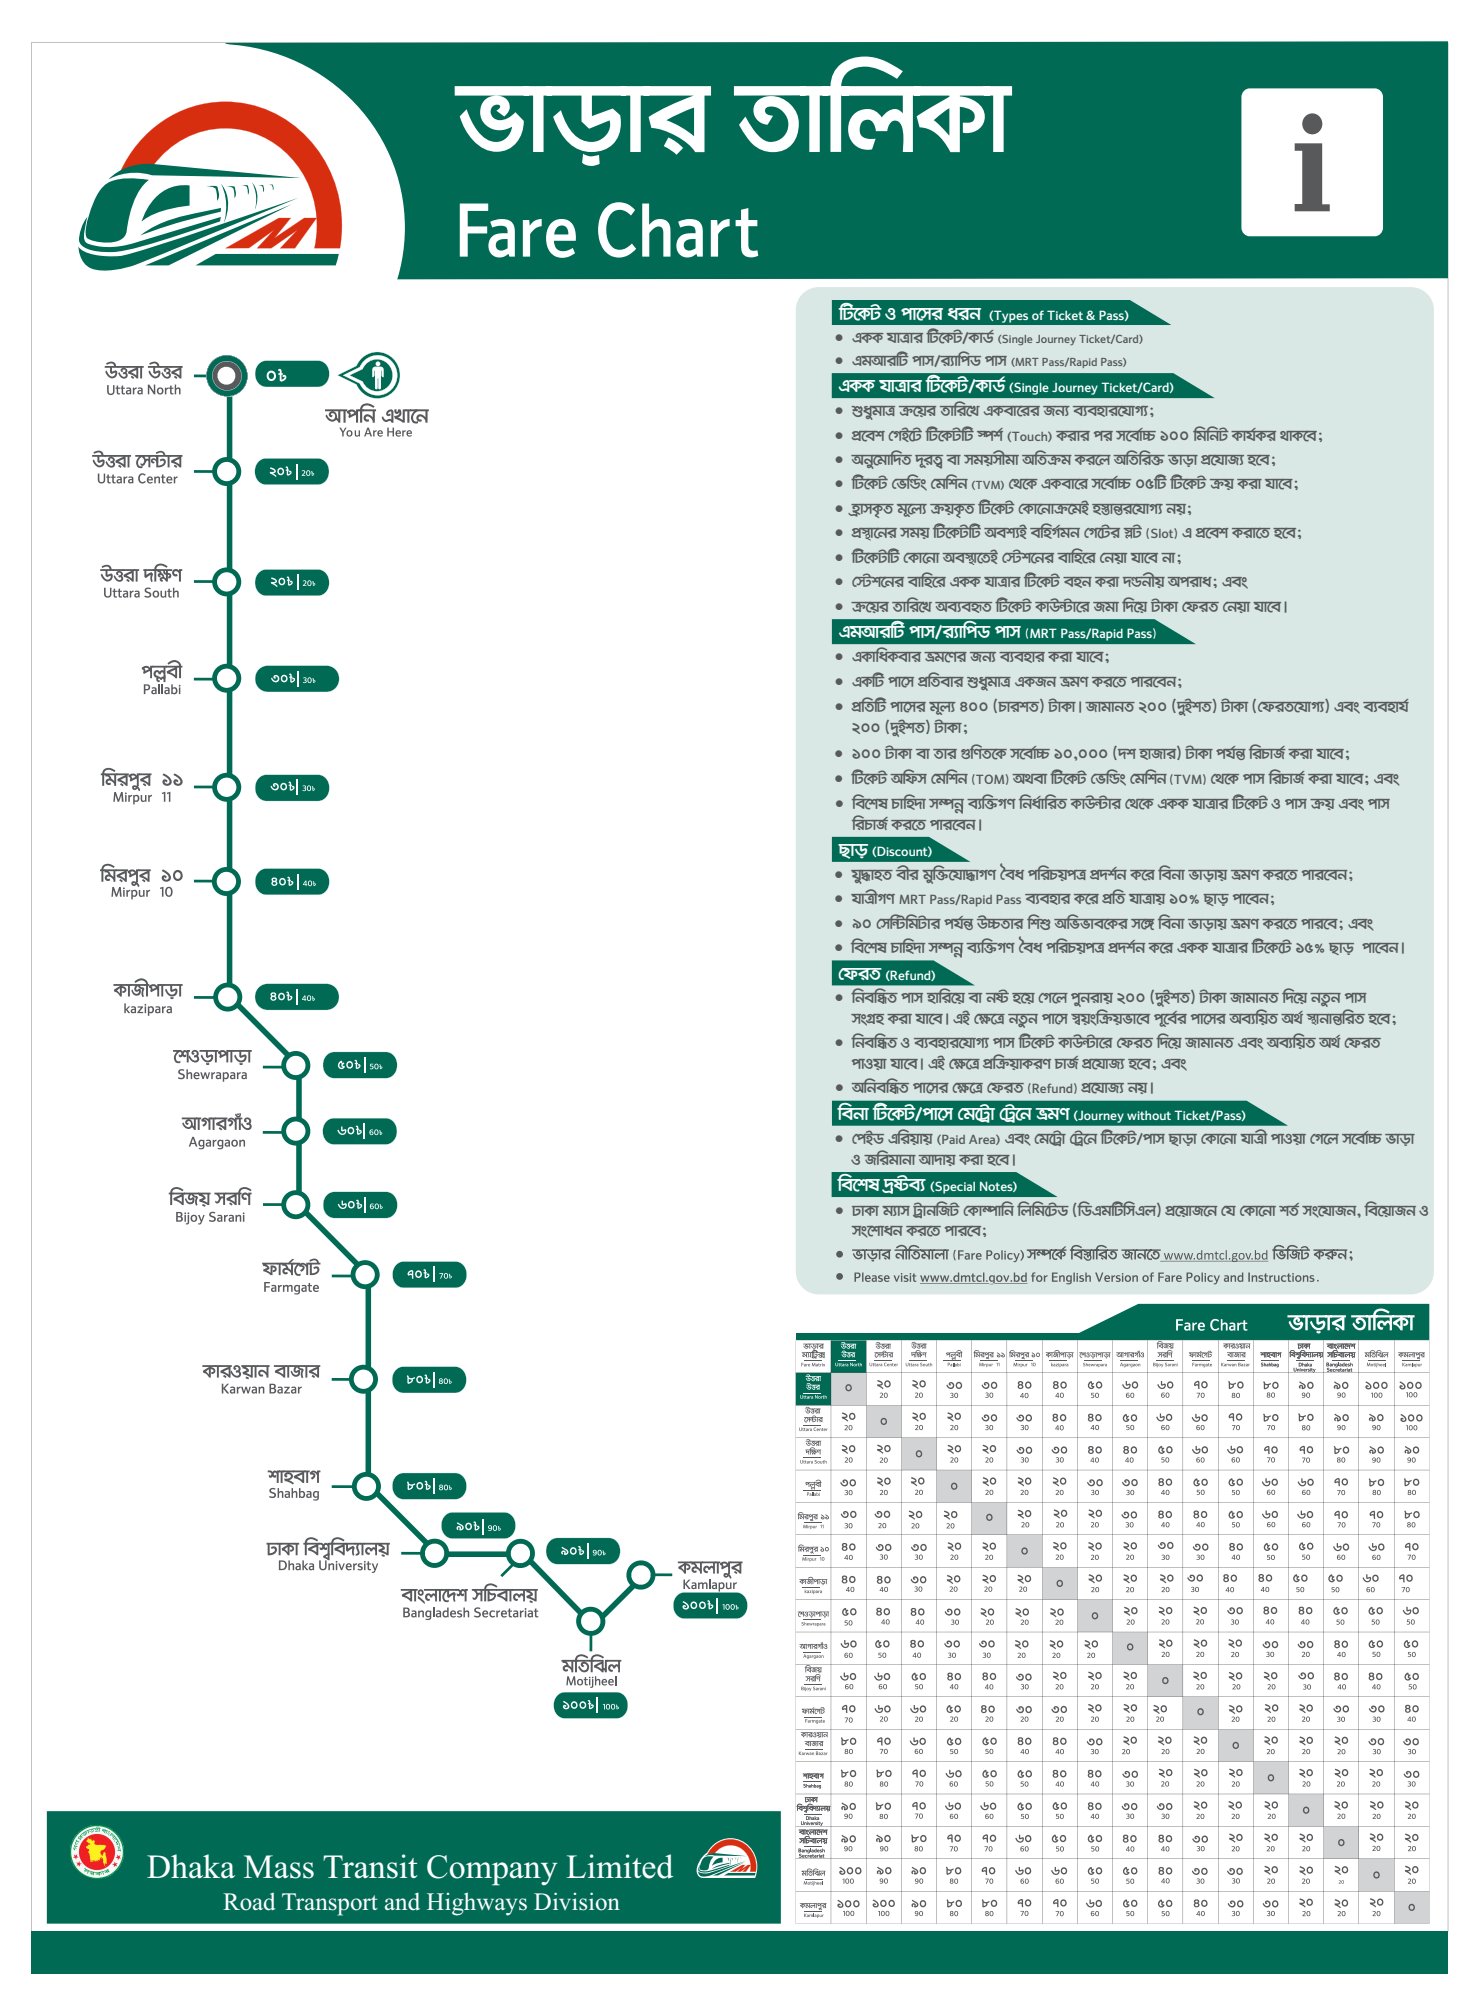 ভাড়ার তালিকা
Fare Chart
i
M
উত্তরা উত্তর
Uttara North
০৳
আপনি এখানে
You Are Here
উত্তরা সেন্টার
Uttara Center
২০৳ 20৳
উত্তরা দক্ষিণ
Uttara South
২০৳ 20৳
পল্লবী
Pallabi
৩০৳ 30৳
মিরপুর ১১
Mirpur 11
৩০৳ 30৳
মিরপুর ১০
Mirpur 10
৪০৳ 40৳
কাজীপাড়া
kazipara
৪০৳ 40৳
শেওড়াপাড়া
Shewrapara
৫০৳ 50৳
আগারগাঁও
Agargaon
৬০৳ 60৳
বিজয় সরণি
Bijoy Sarani
৬০৳ 60৳
ফার্মগেট
Farmgate
৭০৳ 70৳
কারওয়ান বাজার
Karwan Bazar
৮০৳ 80৳
শাহবাগ
Shahbag
৮০৳ 80৳
ঢাকা বিশ্ববিদ্যালয়
Dhaka University
৯০৳ 90৳
বাংলাদেশ সচিবালয়
Bangladesh Secretariat
৯০৳ 90৳
মতিঝিল
Motijheel
১০০৳ 100৳
কমলাপুর
Kamlapur
১০০৳ 100৳
টিকেট ও পাসের ধরন (Types of Ticket & Pass)
• একক যাত্রার টিকেট/কার্ড (Single Journey Ticket/Card)
• এমআরটি পাস/র‍্যাপিড পাস (MRT Pass/Rapid Pass)
একক যাত্রার টিকেট/কার্ড (Single Journey Ticket/Card)
• শুধুমাত্র ক্রয়ের তারিখে একবারের জন্য ব্যবহারযোগ্য;
• প্রবেশ গেইটে টিকেটটি স্পর্শ (Touch) করার পর সর্বোচ্চ ১০০ মিনিট কার্যকর থাকবে;
• অনুমোদিত দূরত্ব বা সময়সীমা অতিক্রম করলে অতিরিক্ত ভাড়া প্রযোজ্য হবে;
• টিকেট ভেন্ডিং মেশিন (TVM) থেকে একবারে সর্বোচ্চ ০৫টি টিকেট ক্রয় করা যাবে;
• হ্রাসকৃত মূল্যে ক্রয়কৃত টিকেট কোনোক্রমেই হস্তান্তরযোগ্য নয়;
• প্রস্থানের সময় টিকেটটি অবশ্যই বহির্গমন গেটের স্লট (Slot) এ প্রবেশ করাতে হবে;
• টিকেটটি কোনো অবস্থাতেই স্টেশনের বাহিরে নেয়া যাবে না;
• স্টেশনের বাহিরে একক যাত্রার টিকেট বহন করা দন্ডনীয় অপরাধ; এবং
• ক্রয়ের তারিখে অব্যবহৃত টিকেট কাউন্টারে জমা দিয়ে টাকা ফেরত নেয়া যাবে।
এমআরটি পাস/র‍্যাপিড পাস (MRT Pass/Rapid Pass)
• একাধিকবার ভ্রমণের জন্য ব্যবহার করা যাবে;
• একটি পাসে প্রতিবার শুধুমাত্র একজন ভ্রমণ করতে পারবেন;
• প্রতিটি পাসের মূল্য ৪০০ (চারশত) টাকা। জামানত ২০০ (দুইশত) টাকা (ফেরতযোগ্য) এবং ব্যবহার্য
২০০ (দুইশত) টাকা;
• ১০০ টাকা বা তার গুণিতকে সর্বোচ্চ ১০,০০০ (দশ হাজার) টাকা পর্যন্ত রিচার্জ করা যাবে;
• টিকেট অফিস মেশিন (TOM) অথবা টিকেট ভেন্ডিং মেশিন (TVM) থেকে পাস রিচার্জ করা যাবে; এবং
• বিশেষ চাহিদা সম্পন্ন ব্যক্তিগণ নির্ধারিত কাউন্টার থেকে একক যাত্রার টিকেট ও পাস ক্রয় এবং পাস
রিচার্জ করতে পারবেন।
ছাড় (Discount)
• যুদ্ধাহত বীর মুক্তিযোদ্ধাগণ বৈধ পরিচয়পত্র প্রদর্শন করে বিনা ভাড়ায় ভ্রমণ করতে পারবেন;
• যাত্রীগণ MRT Pass/Rapid Pass ব্যবহার করে প্রতি যাত্রায় ১০% ছাড় পাবেন;
• ৯০ সেন্টিমিটার পর্যন্ত উচ্চতার শিশু অভিভাবকের সঙ্গে বিনা ভাড়ায় ভ্রমণ করতে পারবে; এবং
• বিশেষ চাহিদা সম্পন্ন ব্যক্তিগণ বৈধ পরিচয়পত্র প্রদর্শন করে একক যাত্রার টিকেটে ১৫% ছাড় পাবেন।
ফেরত (Refund)
• নিবন্ধিত পাস হারিয়ে বা নষ্ট হয়ে গেলে পুনরায় ২০০ (দুইশত) টাকা জামানত দিয়ে নতুন পাস
সংগ্রহ করা যাবে। এই ক্ষেত্রে নতুন পাসে স্বয়ংক্রিয়ভাবে পূর্বের পাসের অব্যয়িত অর্থ স্থানান্তরিত হবে;
• নিবন্ধিত ও ব্যবহারযোগ্য পাস টিকেট কাউন্টারে ফেরত দিয়ে জামানত এবং অব্যয়িত অর্থ ফেরত
পাওয়া যাবে। এই ক্ষেত্রে প্রক্রিয়াকরণ চার্জ প্রযোজ্য হবে; এবং
• অনিবন্ধিত পাসের ক্ষেত্রে ফেরত (Refund) প্রযোজ্য নয়।
বিনা টিকেট/পাসে মেট্রো ট্রেনে ভ্রমণ (Journey without Ticket/Pass)
• পেইড এরিয়ায় (Paid Area) এবং মেট্রো ট্রেনে টিকেট/পাস ছাড়া কোনো যাত্রী পাওয়া গেলে সর্বোচ্চ ভাড়া
ও জরিমানা আদায় করা হবে।
বিশেষ দ্রষ্টব্য (Special Notes)
• ঢাকা ম্যাস ট্রানজিট কোম্পানি লিমিটেড (ডিএমটিসিএল) প্রয়োজনে যে কোনো শর্ত সংযোজন, বিয়োজন ও
সংশোধন করতে পারবে;
• ভাড়ার নীতিমালা (Fare Policy) সম্পর্কে বিস্তারিত জানতে www.dmtcl.gov.bd ভিজিট করুন;
• Please visit www.dmtcl.gov.bd for English Version of Fare Policy and Instructions.
Fare Chart ভাড়ার তালিকা
উত্তরা উত্তর ০ ২০ ২০ ৩০ ৩০ ৪০ ৪০ ৫০ ৬০ ৬০ ৭০ ৮০ ৮০ ৯০ ৯০ ১০০ ১০০
উত্তরা সেন্টার ২০ ০ ২০ ২০ ৩০ ৩০ ৪০ ৪০ ৫০ ৬০ ৬০ ৭০ ৮০ ৮০ ৯০ ৯০ ১০০
উত্তরা দক্ষিণ ২০ ২০ ০ ২০ ২০ ৩০ ৩০ ৪০ ৪০ ৫০ ৬০ ৬০ ৭০ ৭০ ৮০ ৯০ ৯০
পল্লবী ৩০ ২০ ২০ ০ ২০ ২০ ২০ ৩০ ৩০ ৪০ ৫০ ৫০ ৬০ ৬০ ৭০ ৮০ ৮০
মিরপুর ১১ ৩০ ৩০ ২০ ২০ ০ ২০ ২০ ২০ ৩০ ৪০ ৪০ ৫০ ৬০ ৬০ ৭০ ৭০ ৮০
মিরপুর ১০ ৪০ ৩০ ৩০ ২০ ২০ ০ ২০ ২০ ২০ ৩০ ৩০ ৪০ ৫০ ৫০ ৬০ ৬০ ৭০
কাজীপাড়া ৪০ ৪০ ৩০ ২০ ২০ ২০ ০ ২০ ২০ ২০ ৩০ ৪০ ৪০ ৫০ ৫০ ৬০ ৭০
শেওড়াপাড়া ৫০ ৪০ ৪০ ৩০ ২০ ২০ ২০ ০ ২০ ২০ ২০ ৩০ ৪০ ৪০ ৫০ ৫০ ৬০
আগারগাঁও ৬০ ৫০ ৪০ ৩০ ৩০ ২০ ২০ ২০ ০ ২০ ২০ ২০ ৩০ ৩০ ৪০ ৫০ ৫০
বিজয় সরণি ৬০ ৬০ ৫০ ৪০ ৪০ ৩০ ২০ ২০ ২০ ০ ২০ ২০ ২০ ৩০ ৪০ ৪০ ৫০
ফার্মগেট ৭০ ৬০ ৬০ ৫০ ৪০ ৩০ ৩০ ২০ ২০ ২০ ০ ২০ ২০ ২০ ৩০ ৩০ ৪০
কারওয়ান বাজার ৮০ ৭০ ৬০ ৫০ ৫০ ৪০ ৪০ ৩০ ২০ ২০ ২০ ০ ২০ ২০ ২০ ৩০ ৩০
শাহবাগ ৮০ ৮০ ৭০ ৬০ ৫০ ৫০ ৪০ ৪০ ৩০ ২০ ২০ ২০ ০ ২০ ২০ ২০ ৩০
ঢাকা বিশ্ববিদ্যালয় ৯০ ৮০ ৭০ ৬০ ৬০ ৫০ ৫০ ৪০ ৩০ ৩০ ২০ ২০ ২০ ০ ২০ ২০ ২০
বাংলাদেশ সচিবালয় ৯০ ৯০ ৮০ ৭০ ৭০ ৬০ ৫০ ৫০ ৪০ ৪০ ৩০ ২০ ২০ ২০ ০ ২০ ২০
মতিঝিল ১০০ ৯০ ৯০ ৮০ ৭০ ৬০ ৬০ ৫০ ৫০ ৪০ ৩০ ৩০ ২০ ২০ ২০ ০ ২০
কমলাপুর ১০০ ১০০ ৯০ ৮০ ৮০ ৭০ ৭০ ৬০ ৫০ ৫০ ৪০ ৩০ ৩০ ২০ ২০ ২০ ০
Dhaka Mass Transit Company Limited
Road Transport and Highways Division